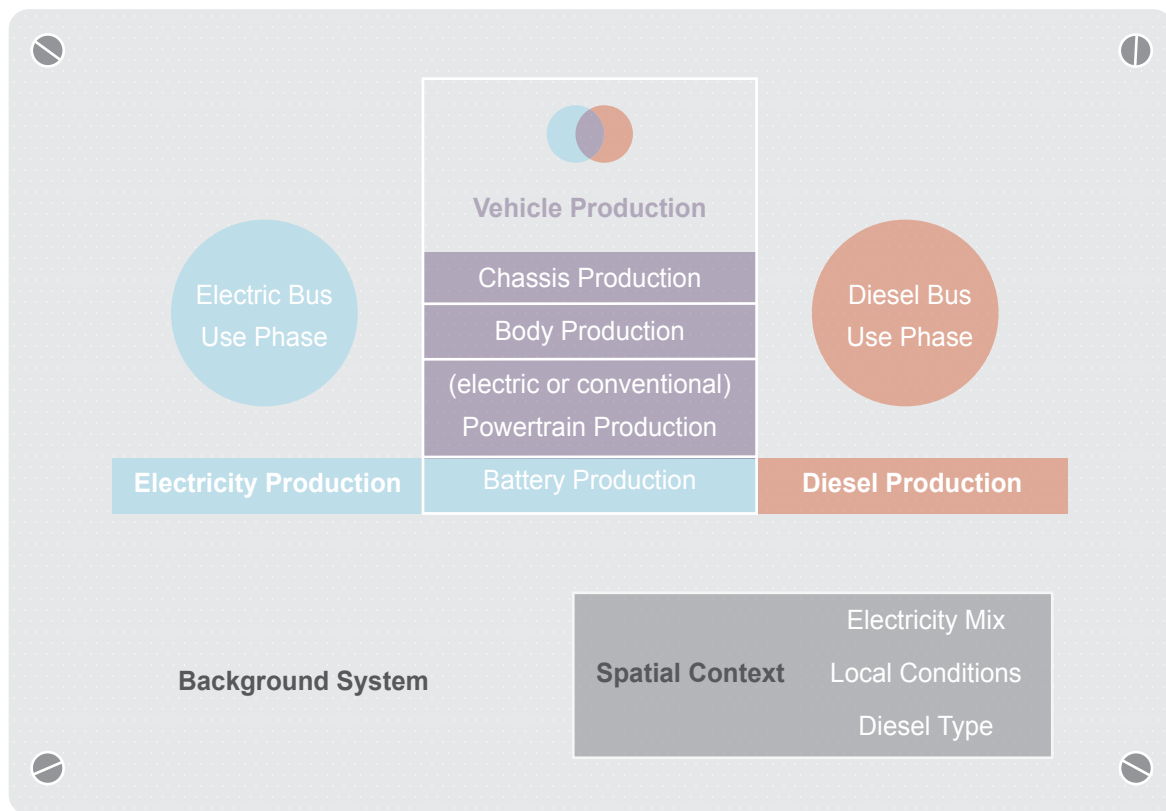 Vehicle Production
Chassis Production
Body Production
(electric or conventional)
Powertrain Production
Battery Production
Electric Bus
Use Phase
Diesel Bus
Use Phase
Electricity Production
Diesel Production
Background System
Spatial Context
Electricity Mix
Local Conditions
Diesel Type